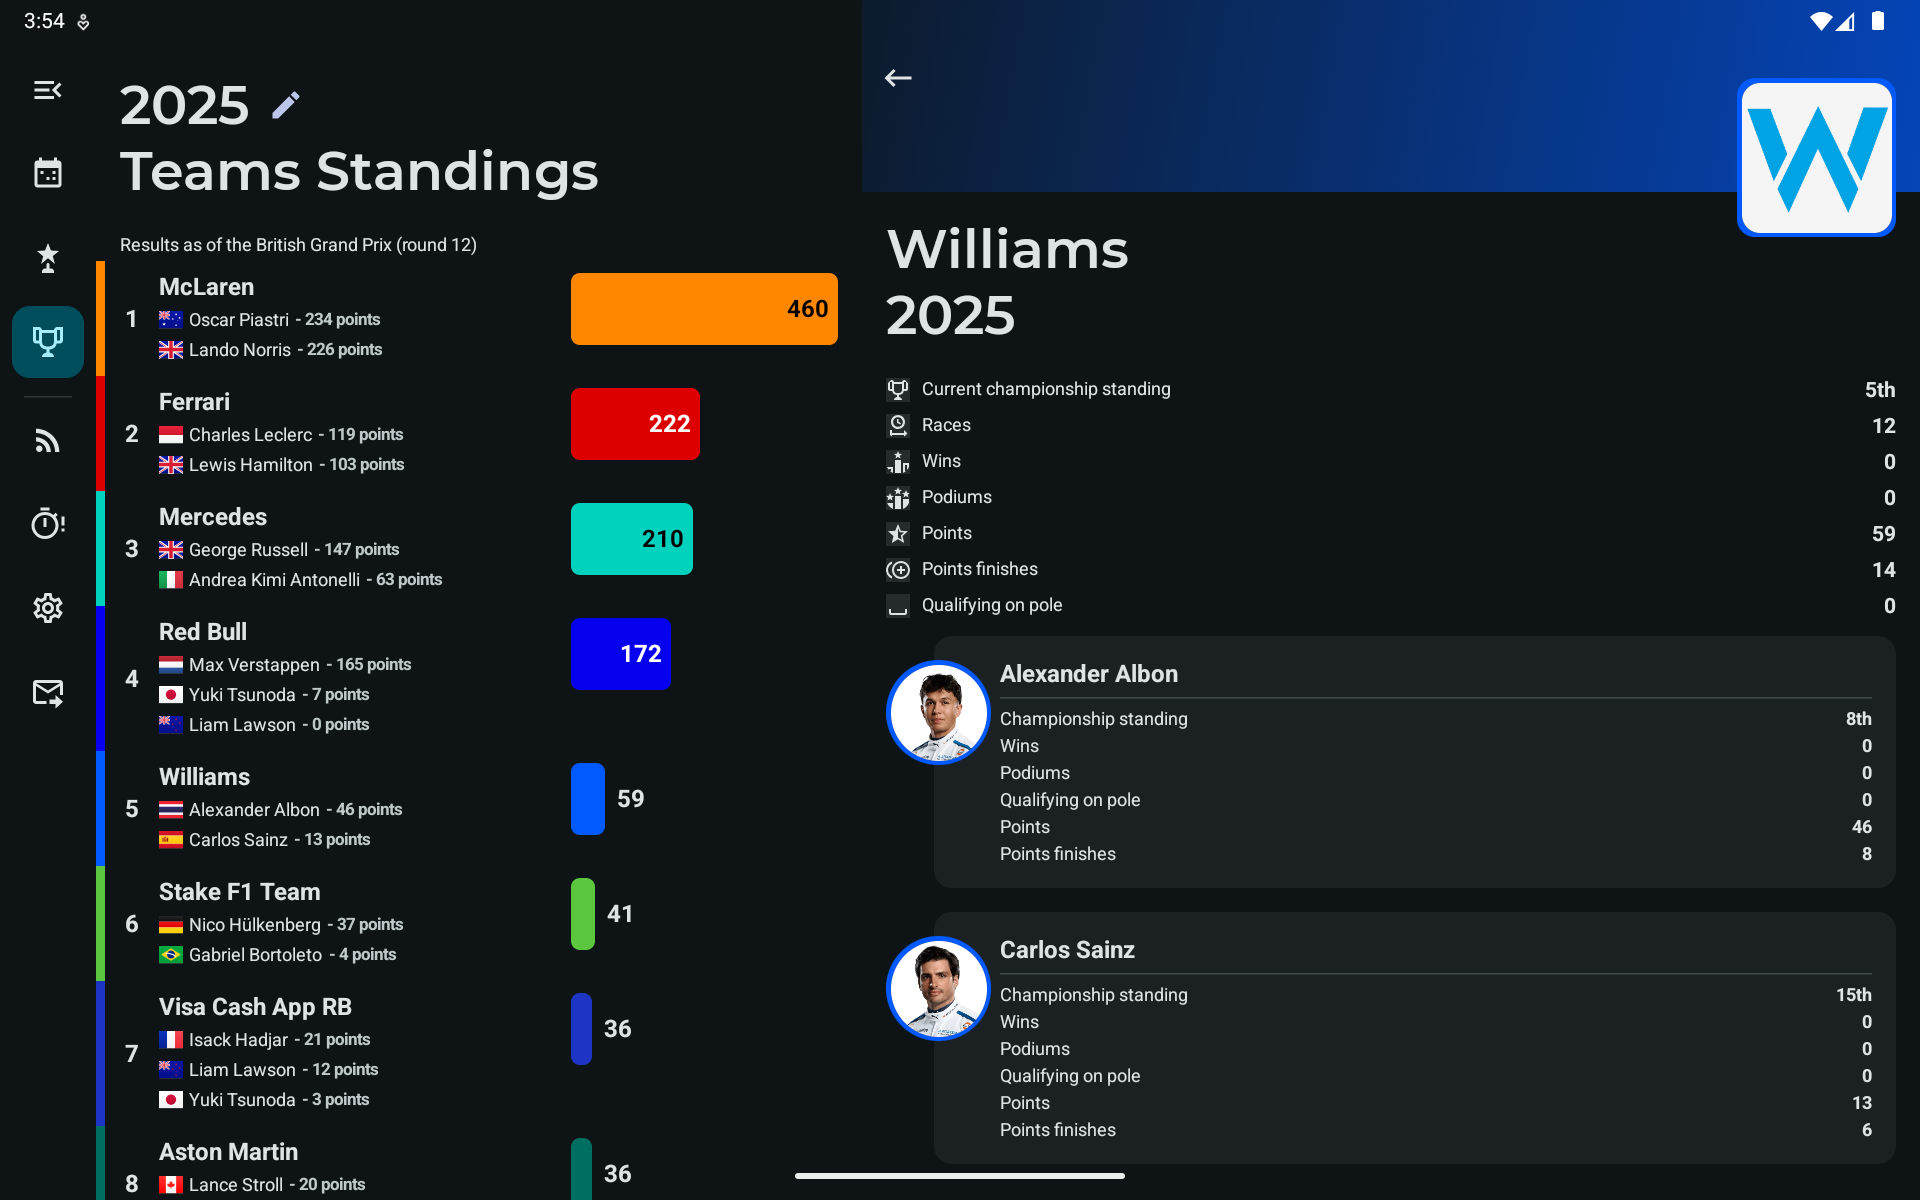 3:54
2025
Teams Standings
Results as of the British Grand Prix (round 12)
1
McLaren
Oscar Piastri - 234 points
Lando Norris - 226 points
460
2
Ferrari
Charles Leclerc - 119 points
Lewis Hamilton - 103 points
222
3
Mercedes
George Russell - 147 points
Andrea Kimi Antonelli - 63 points
210
4
Red Bull
Max Verstappen - 165 points
Yuki Tsunoda - 7 points
Liam Lawson - 0 points
172
5
Williams
Alexander Albon - 46 points
Carlos Sainz - 13 points
59
6
Stake F1 Team
Nico Hülkenberg - 37 points
Gabriel Bortoleto - 4 points
41
7
Visa Cash App RB
Isack Hadjar - 21 points
Liam Lawson - 12 points
Yuki Tsunoda - 3 points
36
8
Aston Martin
Lance Stroll - 20 points
36
Williams
2025
Current championship standing 5th
Races 12
Wins 0
Podiums 0
Points 59
Points finishes 14
Qualifying on pole 0
Alexander Albon
Championship standing 8th
Wins 0
Podiums 0
Qualifying on pole 0
Points 46
Points finishes 8
Carlos Sainz
Championship standing 15th
Wins 0
Podiums 0
Qualifying on pole 0
Points 13
Points finishes 6